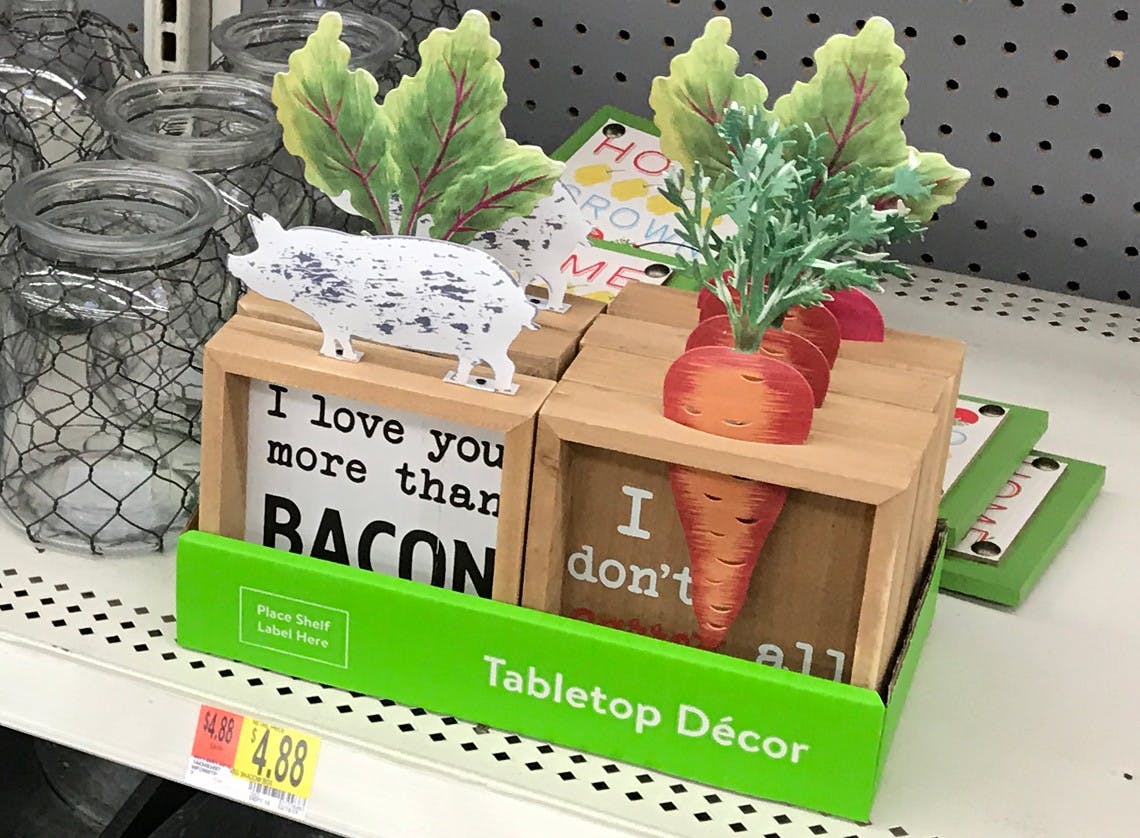 HO
GROWN
ME
I love you
more than
BACON
I
don't
all
Place Shelf
Label Here
Tabletop Décor
$4.88
$4.88